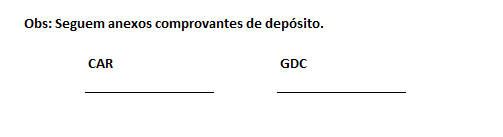 Obs: Seguem anexos comprovantes de depósito.
CAR GDC